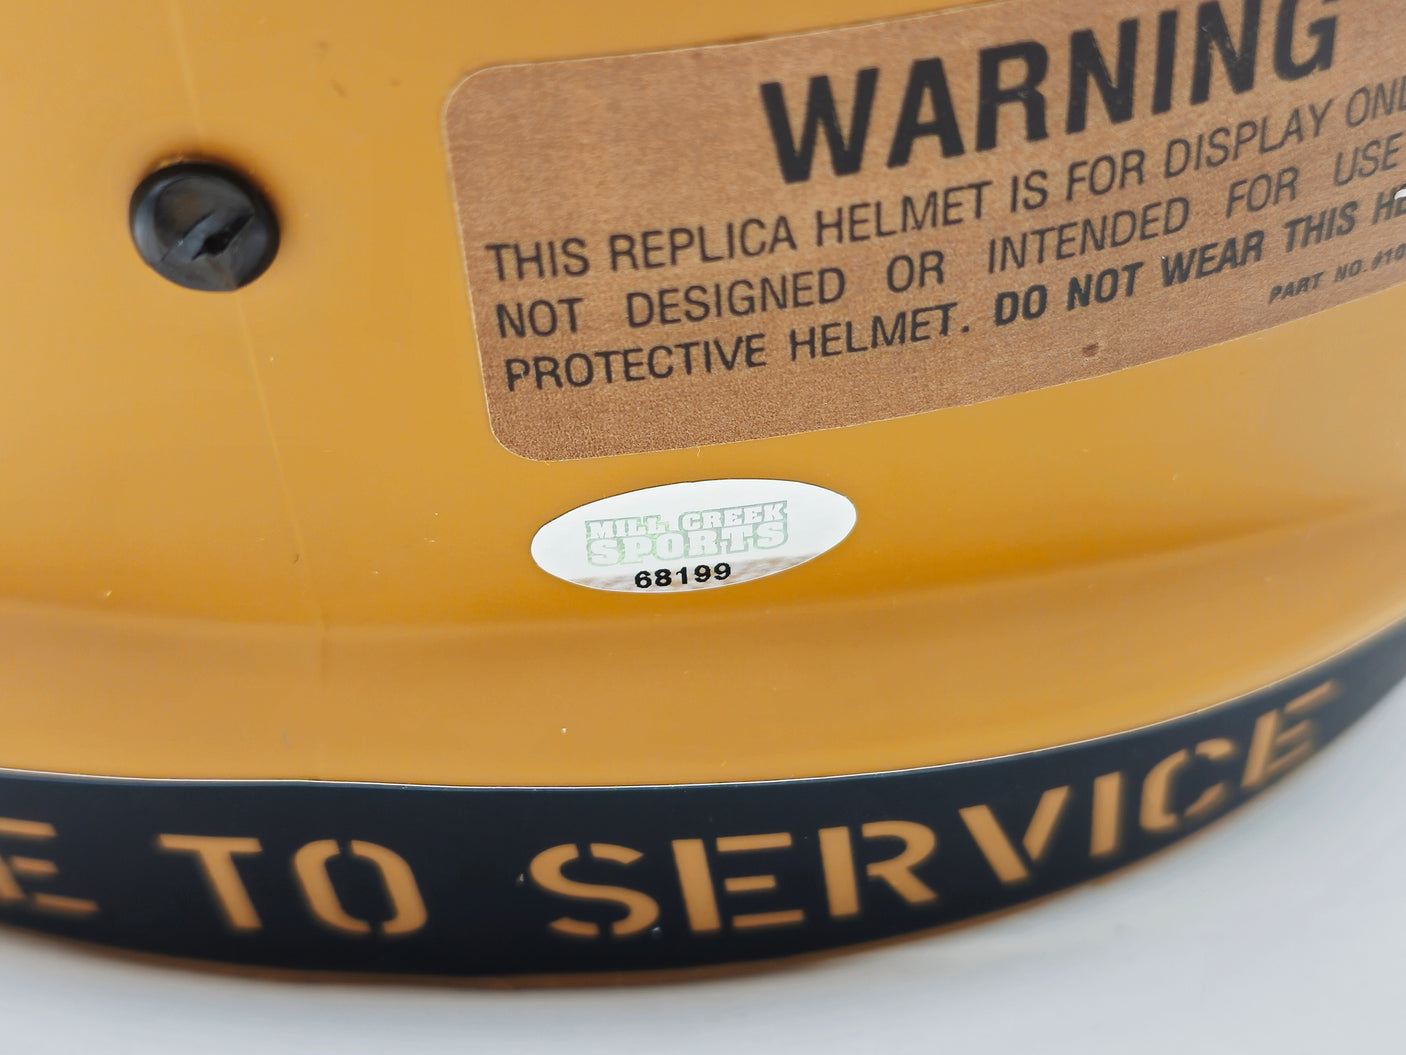 WARNING
THIS REPLICA HELMET IS FOR DISPLAY
NOT DESIGNED OR INTENDED FOR USE
PROTECTIVE HELMET. DO NOT WEAR THIS
PART NO.
MILL CREEK
SPORTS
68199
TO SERVICE